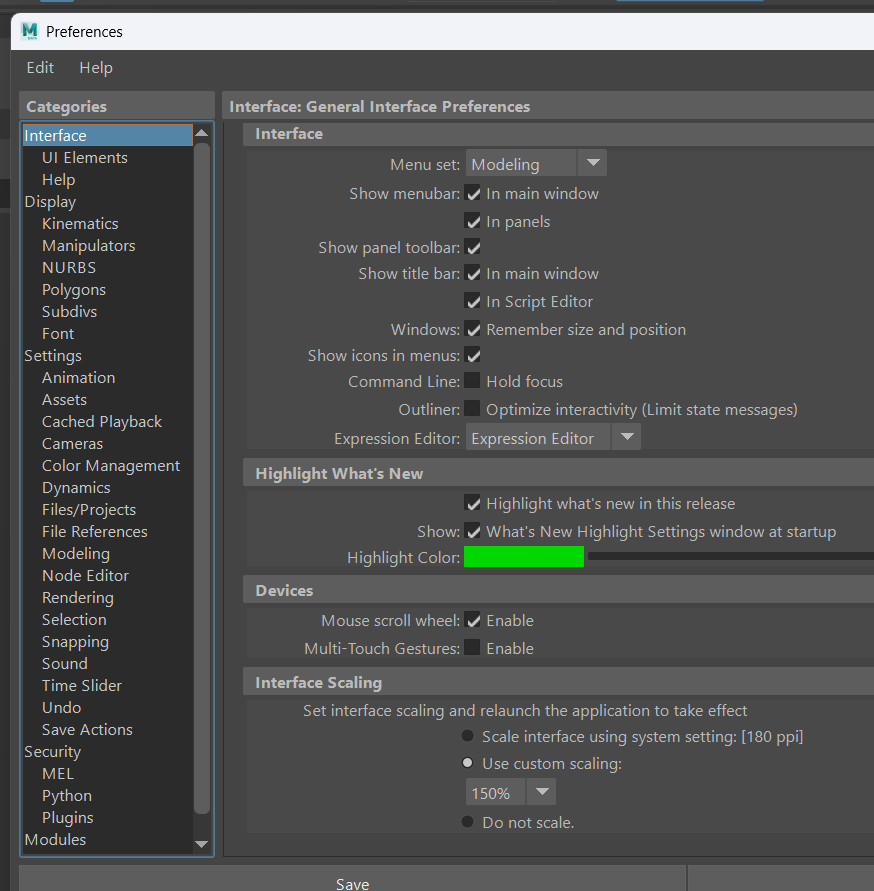 Preferences
Edit Help
Categories
Interface
UI Elements
Help
Display
Kinematics
Manipulators
NURBS
Polygons
Subdivs
Font
Settings
Animation
Assets
Cached Playback
Cameras
Color Management
Dynamics
Files/Projects
File References
Modeling
Node Editor
Rendering
Selection
Snapping
Sound
Time Slider
Undo
Save Actions
Security
MEL
Python
Plugins
Modules
Interface: General Interface Preferences
Interface
Menu set: Modeling
Show menubar: In main window
In panels
Show panel toolbar:
Show title bar: In main window
In Script Editor
Windows: Remember size and position
Show icons in menus:
Command Line: Hold focus
Outliner: Optimize interactivity (Limit state messages)
Expression Editor: Expression Editor
Highlight What's New
Highlight what's new in this release
Show: What's New Highlight Settings window at startup
Highlight Color:
Devices
Mouse scroll wheel: Enable
Multi-Touch Gestures: Enable
Interface Scaling
Set interface scaling and relaunch the application to take effect
Scale interface using system setting: [180 ppi]
Use custom scaling:
150%
Do not scale.
Save